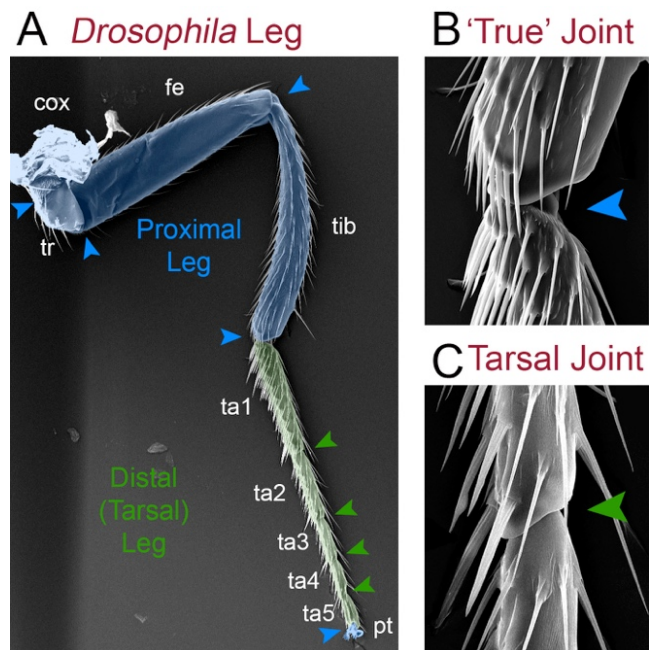 A Drosophila Leg
cox
fe
tr
Proximal
Leg
tib
ta1
Distal
(Tarsal)
Leg
ta2
ta3
ta4
ta5
pt
B ‘True’ Joint
C Tarsal Joint